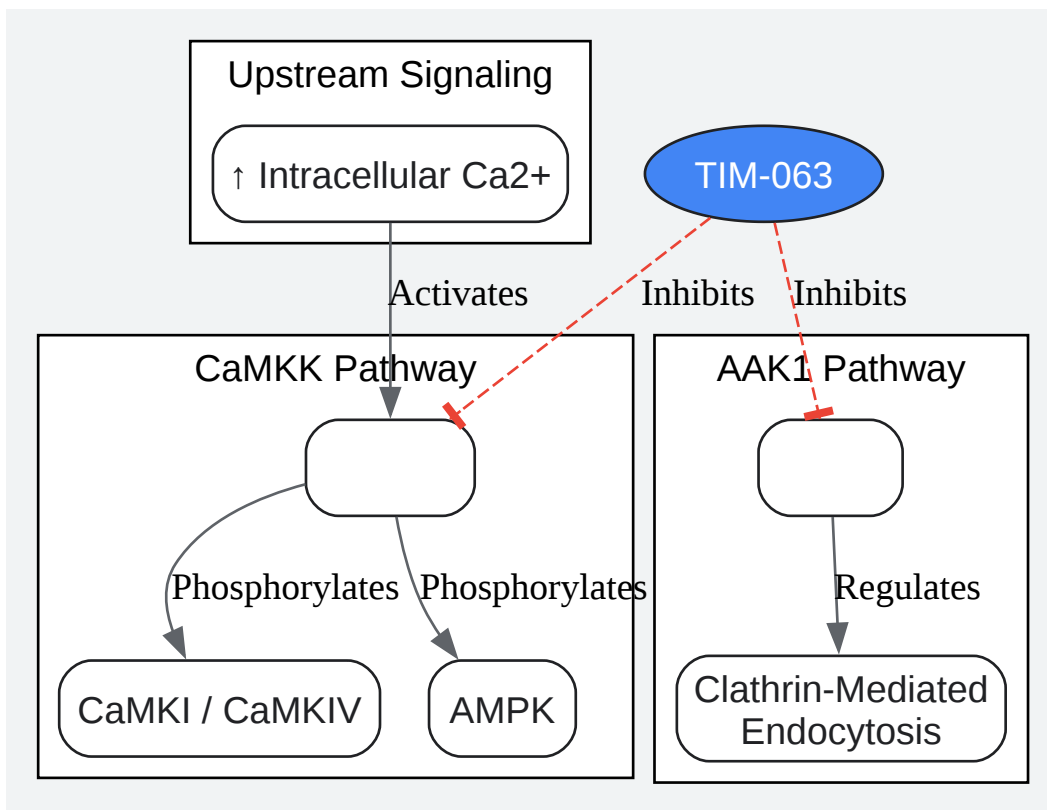 Upstream Signaling
↑ Intracellular Ca2+
TIM-063
Activates
Inhibits
Inhibits
CaMKK Pathway
AAK1 Pathway
Phosphorylates
Phosphorylates
Regulates
CaMKI / CaMKIV
AMPK
Clathrin-Mediated
Endocytosis